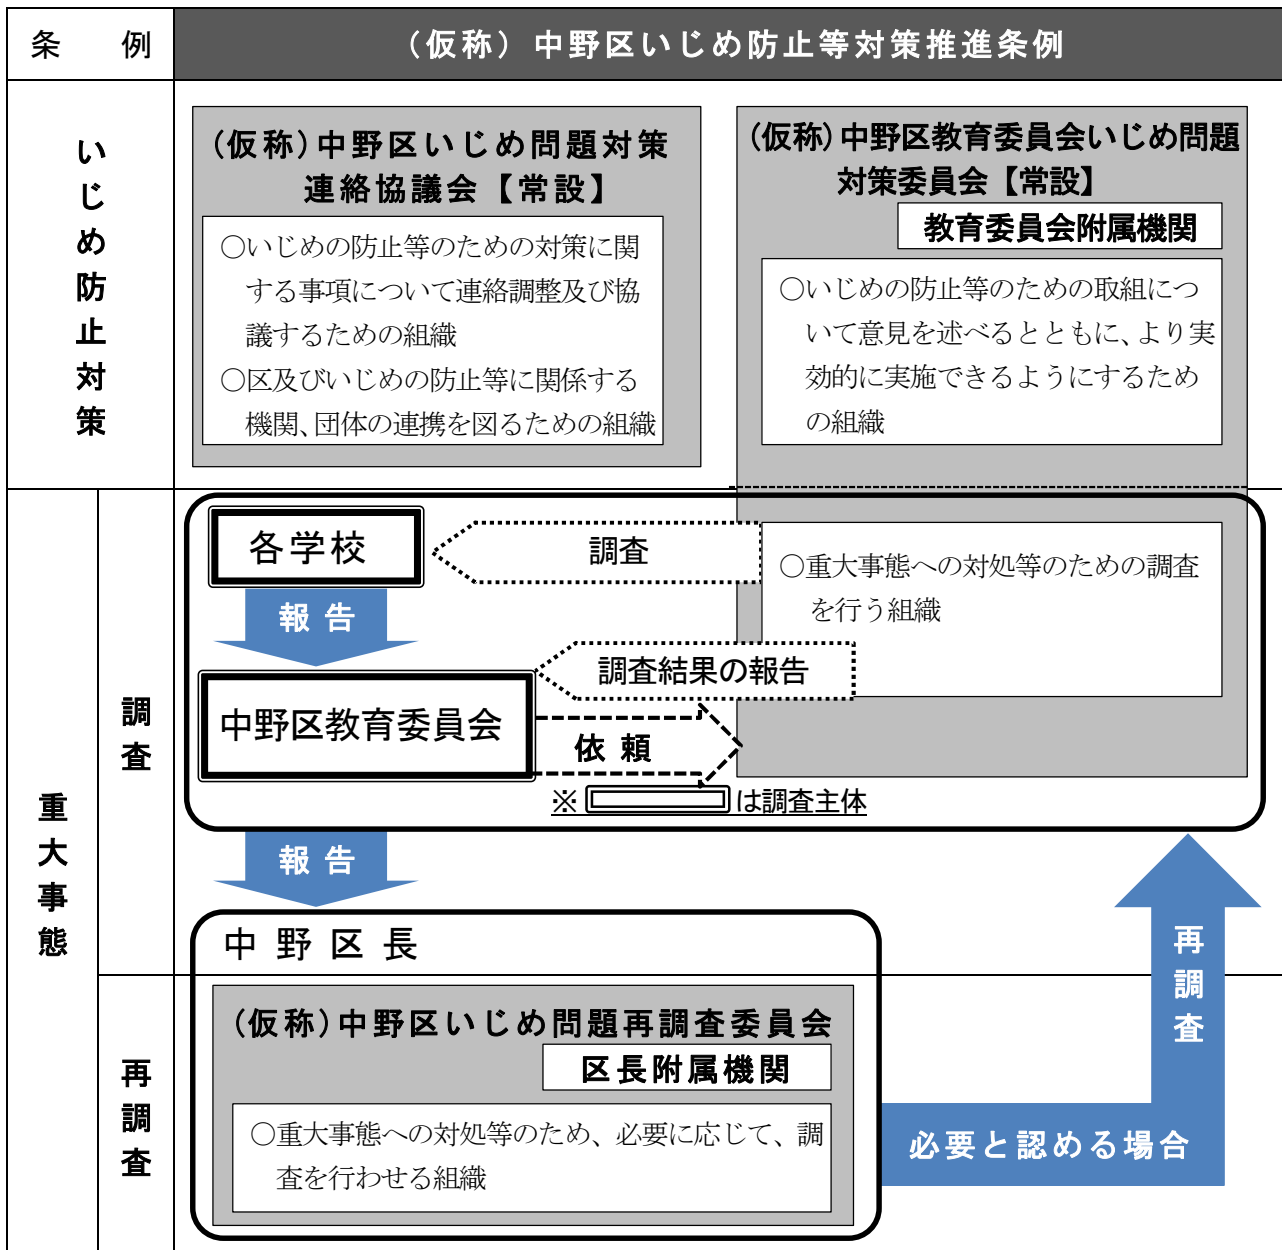 条　例
（仮称）中野区いじめ防止等対策推進条例
いじめ防止対策
(仮称)中野区いじめ問題対策
連絡協議会【常設】
○いじめの防止等のための対策に関
する事項について連絡調整及び協
議するための組織
○区及びいじめの防止等に関係する
機関、団体の連携を図るための組織
(仮称)中野区教育委員会いじめ問題
対策委員会【常設】
教育委員会附属機関
○いじめの防止等のための取組につ
いて意見を述べるとともに、より実
効的に実施できるようにするため
の組織
重大事態
調査
各学校
調査
○重大事態への対処等のための調査
を行う組織
報告
調査結果の報告
中野区教育委員会
依頼
※　　　　は調査主体
報告
中野区長
再調査
再調査
(仮称)中野区いじめ問題再調査委員会
区長附属機関
○重大事態への対処等のため、必要に応じて、調
査を行わせる組織
必要と認める場合